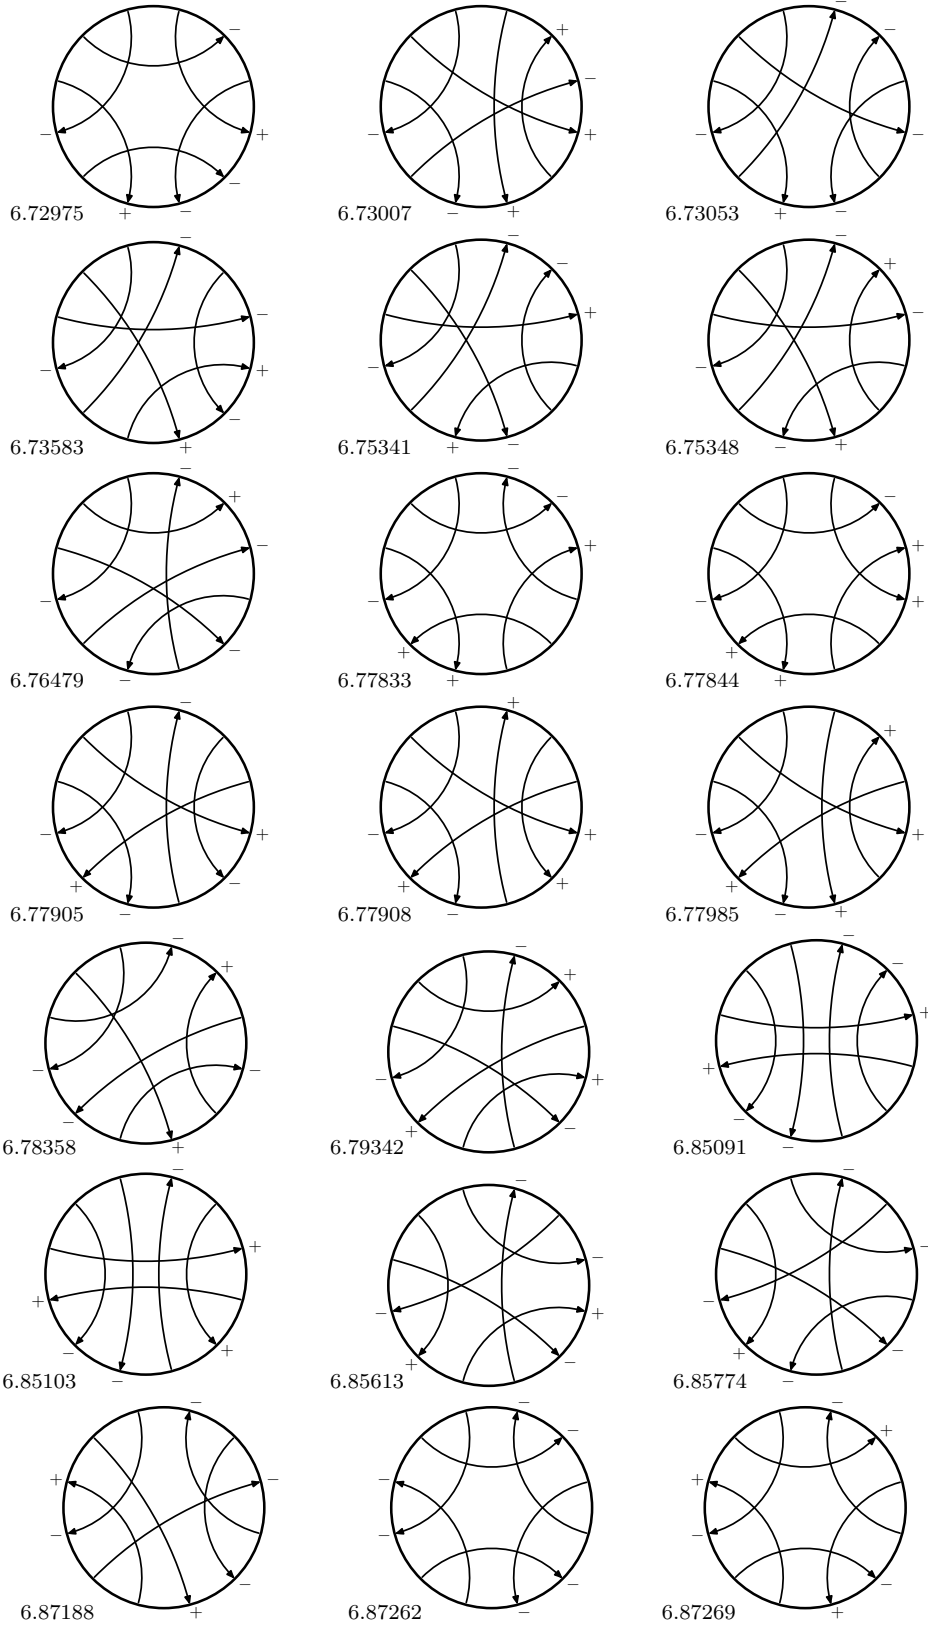 − − + − − + −
6.72975
+ − + − − +
6.73007
− − − − + −
6.73053
− − + − − +
6.73583
− − + − + −
6.75341
− + − − − +
6.75348
− + − − − −
6.76479
− − + − + +
6.77833
− + − + + +
6.77844
− − + + − −
6.77905
+ − + + + −
6.77908
+ − + + − +
6.77985
− + − − − +
6.78358
− + − + + −
6.79342
− − + + − −
6.85091
− + + − + −
6.85103
− − − + + −
6.85613
− − − + − −
6.85774
− + − − − +
6.87188
− − − − − −
6.87262
− + + − − +
6.87269